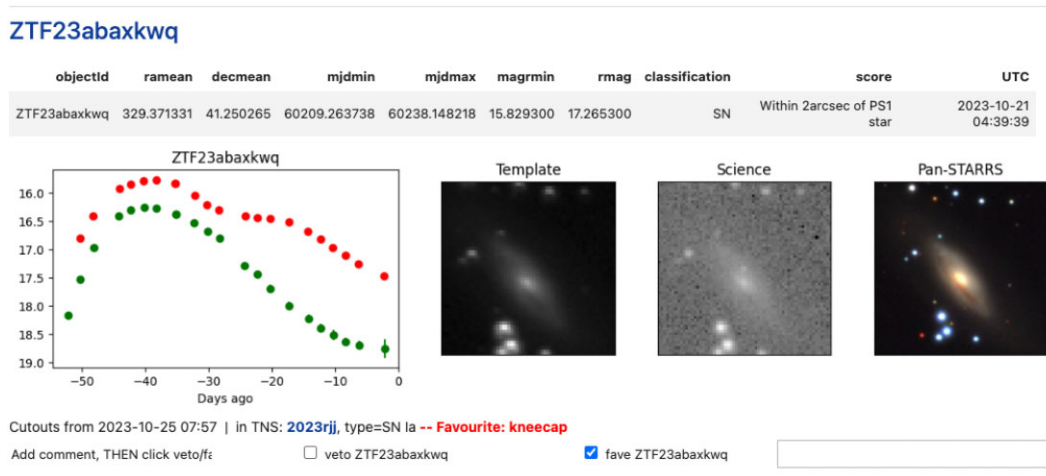 ZTF23abaxkwq
objectId ramean decmean mjdmin mjdmax magrmin rmag classification score UTC
ZTF23abaxkwq 329.371331 41.250265 60209.263738 60238.148218 15.829300 17.265300 SN Within 2arcsec of PS1 2023-10-21
star 04:39:39
ZTF23abaxkwq
Template
Science
Pan-STARRS
16.0
16.5
17.0
17.5
18.0
18.5
19.0
−50 −40 −30 −20 −10 0
Days ago
Cutouts from 2023-10-25 07:57 | in TNS: 2023rjj, type=SN Ia -- Favourite: kneecap
Add comment, THEN click veto/fa veto ZTF23abaxkwq fave ZTF23abaxkwq